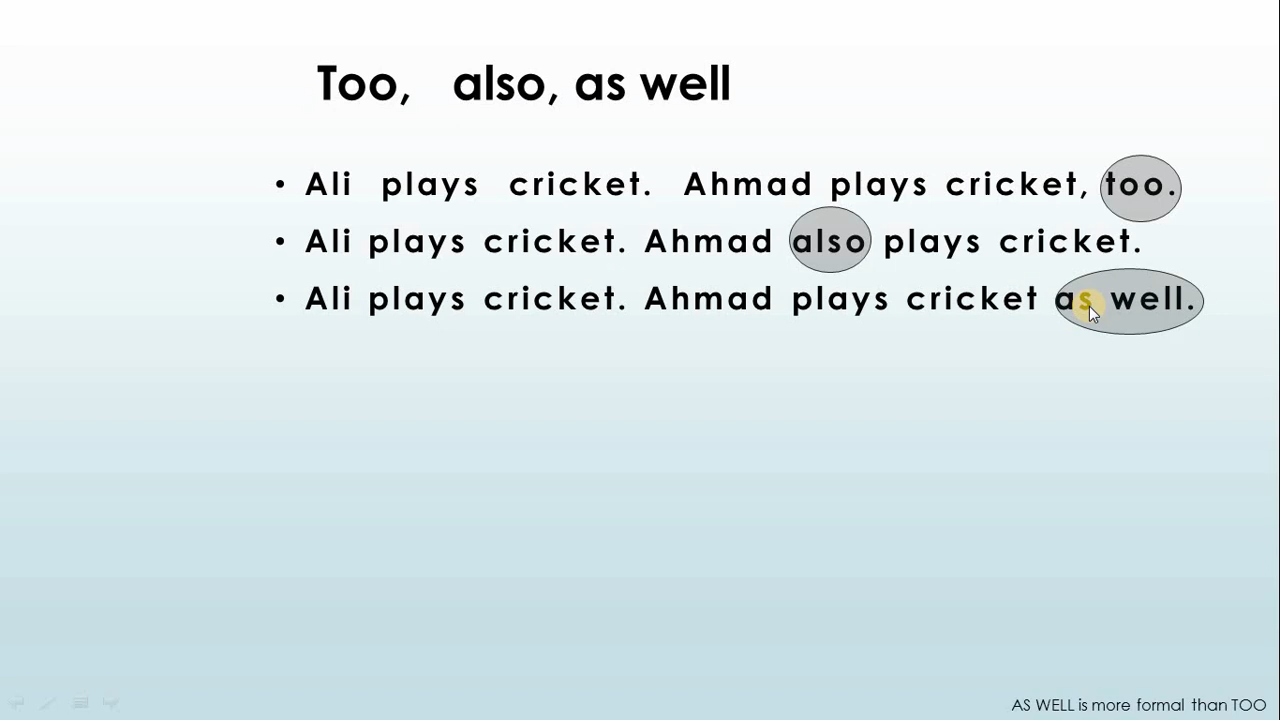 Too, also, as well
• Ali plays cricket. Ahmad plays cricket, too.
• Ali plays cricket. Ahmad also plays cricket.
• Ali plays cricket. Ahmad plays cricket as well.
AS WELL is more formal than TOO